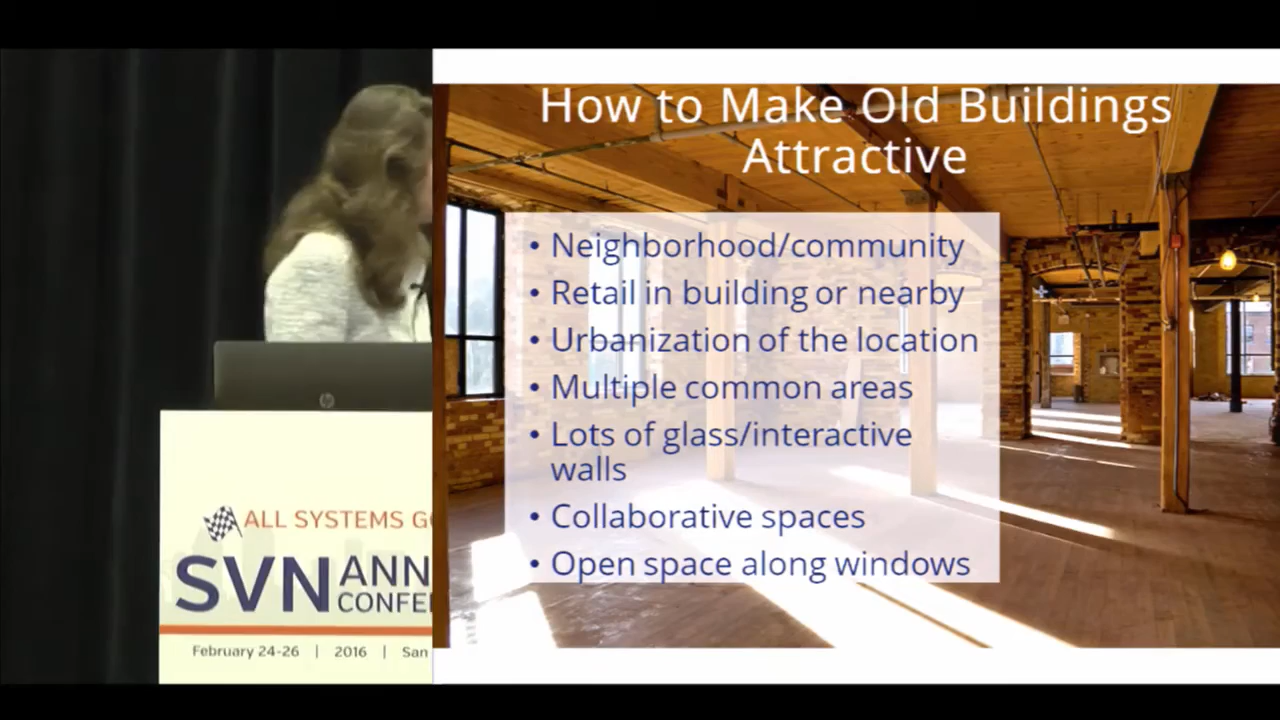 How to Make Old Buildings
Attractive
• Neighborhood/community
• Retail in building or nearby
• Urbanization of the location
• Multiple common areas
• Lots of glass/interactive
walls
• Collaborative spaces
• Open space along windows
hp
ALL SYSTEMS G
SVN ANN
CONFE
February 24-26 | 2016 | San